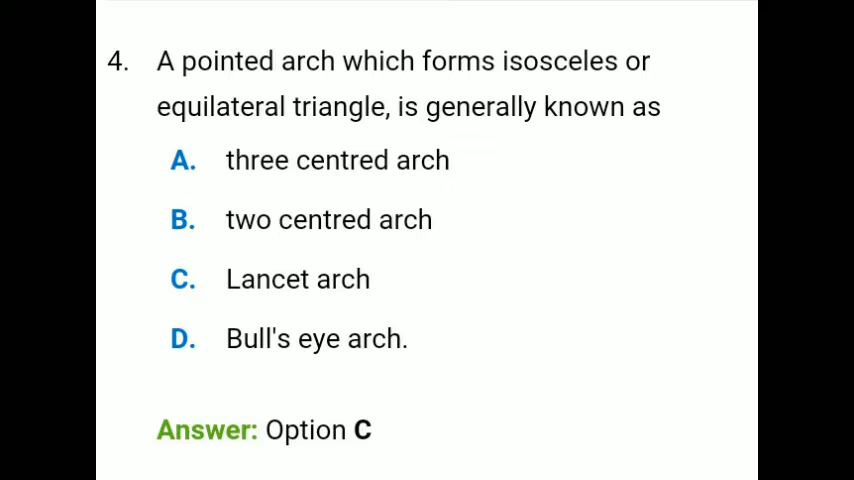 4. A pointed arch which forms isosceles or
equilateral triangle, is generally known as
A. three centred arch
B. two centred arch
C. Lancet arch
D. Bull's eye arch.
Answer: Option C